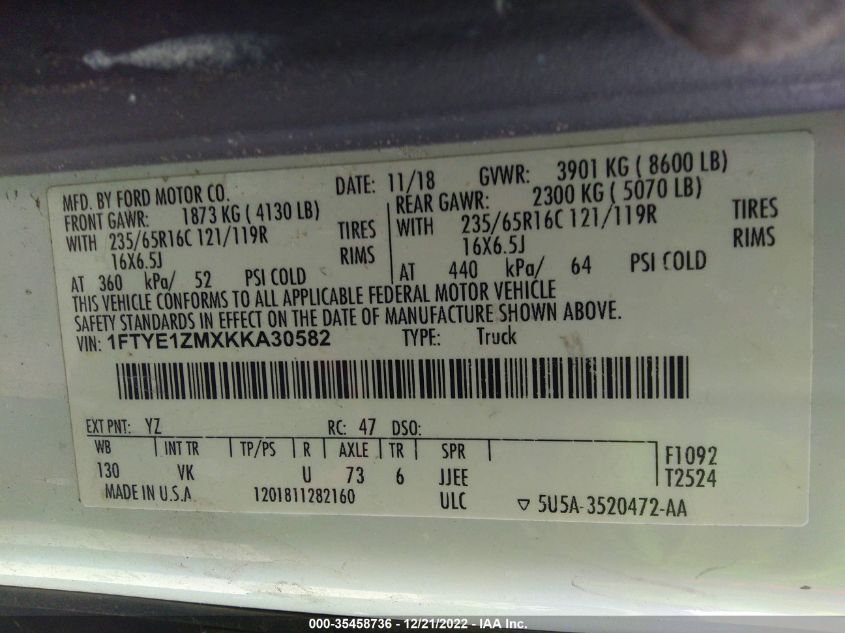 MFD. BY FORD MOTOR CO. DATE: 11/18 GVWR: 3901 KG ( 8600 LB)
FRONT GAWR: 1873 KG ( 4130 LB) REAR GAWR: 2300 KG ( 5070 LB)
WITH 235/65R16C 121/119R TIRES WITH 235/65R16C 121/119R TIRES
16X6.5J RIMS 16X6.5J RIMS
AT 360 kPa/ 52 PSI COLD AT 440 kPa/ 64 PSI COLD
THIS VEHICLE CONFORMS TO ALL APPLICABLE FEDERAL MOTOR VEHICLE
SAFETY STANDARDS IN EFFECT ON THE DATE OF MANUFACTURE SHOWN ABOVE.
VIN: 1FTYE1ZMXKKA30582 TYPE: Truck
EXT PNT: YZ RC: 47 DSO:
WB INT TR TP/PS R AXLE TR SPR F1092
130 VK U 73 6 JJEE T2524
MADE IN U.S.A 1201811282160 ULC ▽ 5U5A-3520472-AA
000-35458736 - 12/21/2022 - IAA Inc.